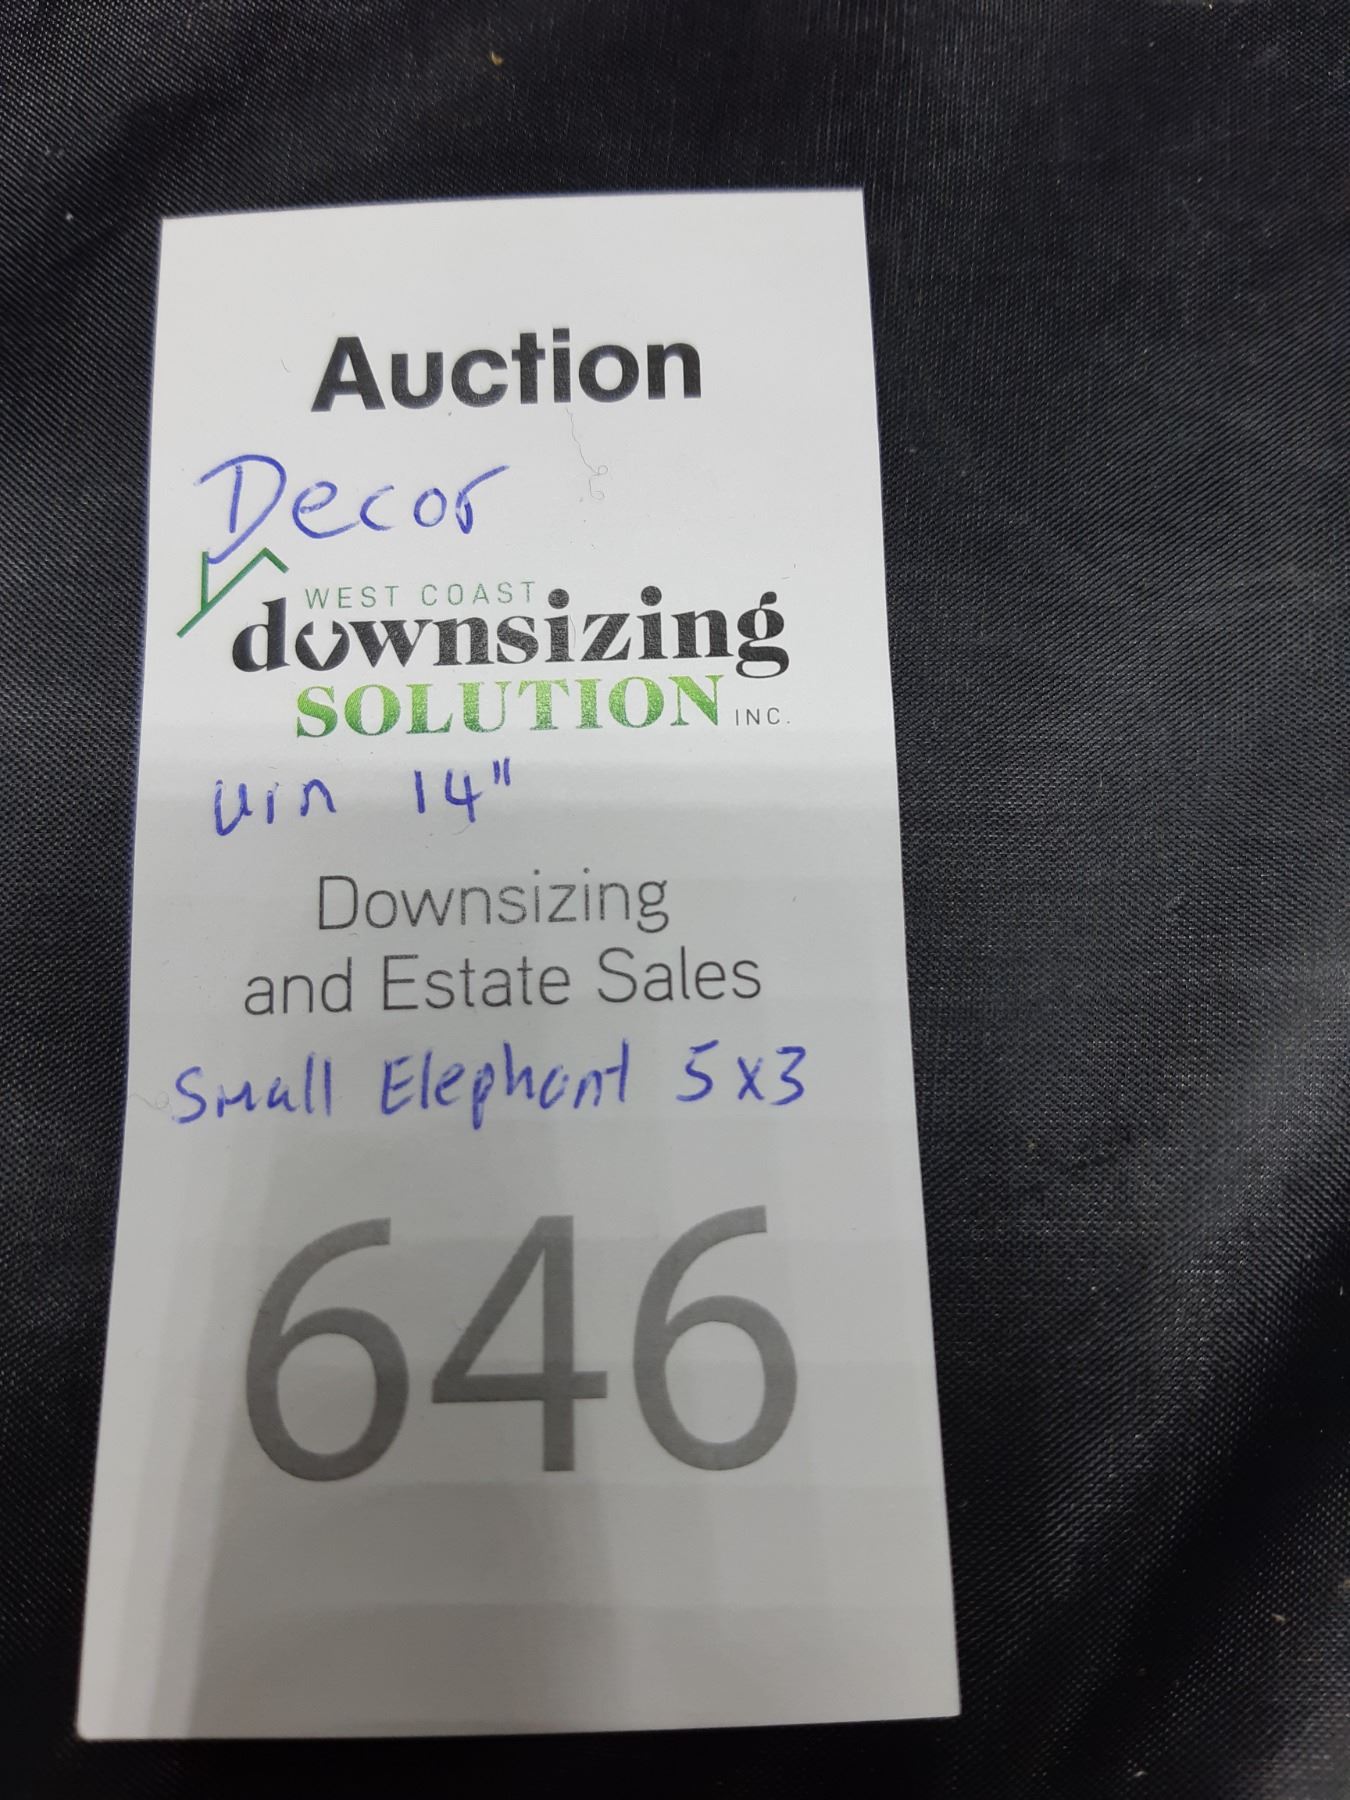 Auction
Decor
WEST COAST
downsizing
SOLUTION INC.
urn 14"
Downsizing
and Estate Sales
Small Elephant 5x3
646